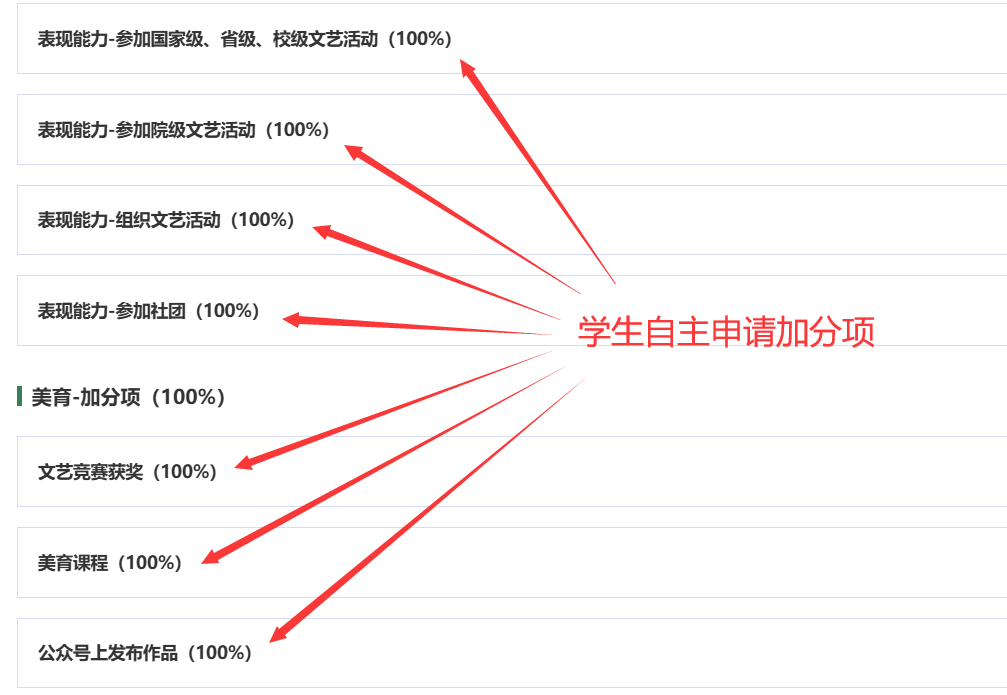 表现能力-参加国家级、省级、校级文艺活动（100%）
表现能力-参加院级文艺活动（100%）
表现能力-组织文艺活动（100%）
表现能力-参加社团（100%）
学生自主申请加分项
美育-加分项（100%）
文艺竞赛获奖（100%）
美育课程（100%）
公众号上发布作品（100%）